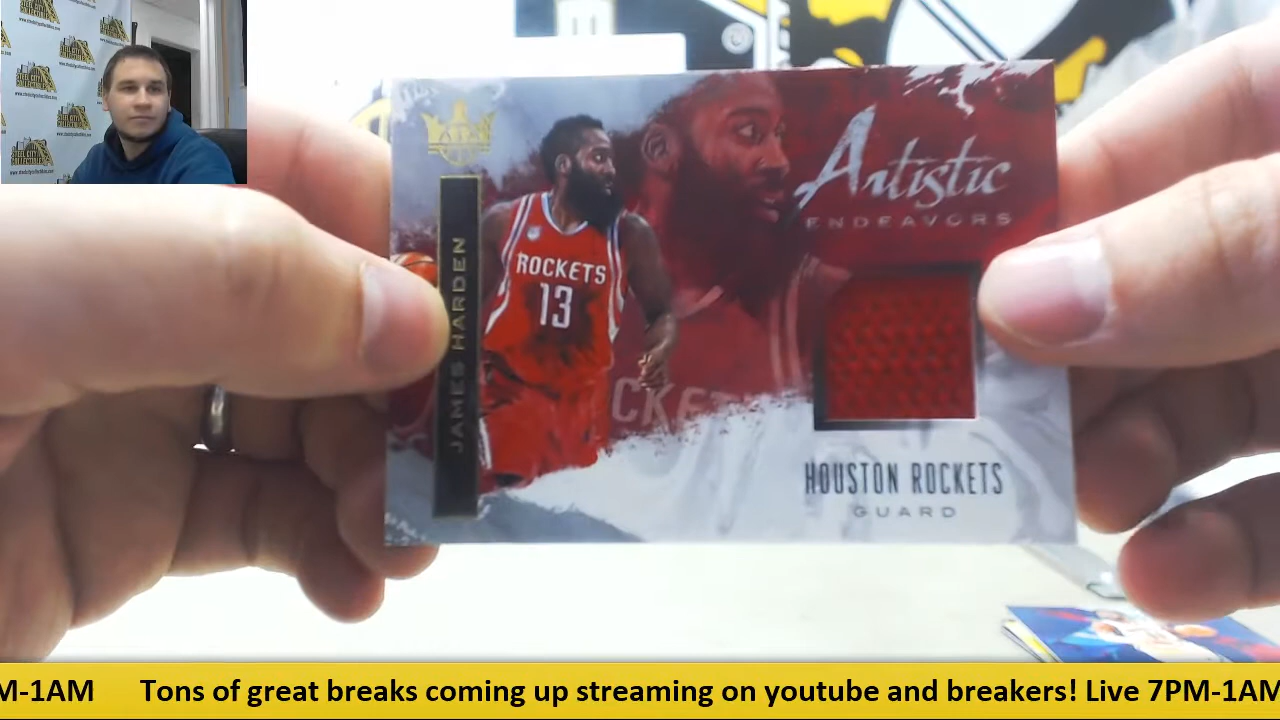 Artistic
ENDEAVORS
JAMES HARDEN
ROCKETS
13
CKET
HOUSTON ROCKETS
GUARD
M-1AM Tons of great breaks coming up streaming on youtube and breakers! Live 7PM-1AM